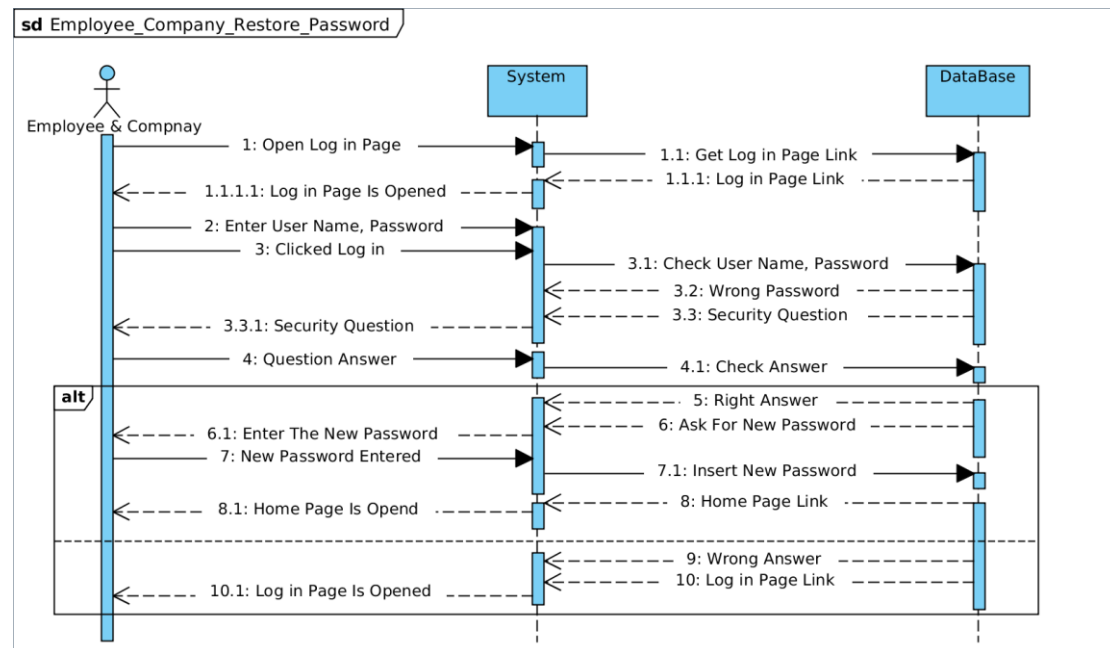 sd Employee_Company_Restore_Password
System
DataBase
Employee & Compnay
1: Open Log in Page
1.1: Get Log in Page Link
1.1.1: Log in Page Link
1.1.1.1: Log in Page Is Opened
2: Enter User Name, Password
3: Clicked Log in
3.1: Check User Name, Password
3.2: Wrong Password
3.3: Security Question
3.3.1: Security Question
4: Question Answer
4.1: Check Answer
alt
5: Right Answer
6: Ask For New Password
6.1: Enter The New Password
7: New Password Entered
7.1: Insert New Password
8: Home Page Link
8.1: Home Page Is Opend
9: Wrong Answer
10: Log in Page Link
10.1: Log in Page Is Opened